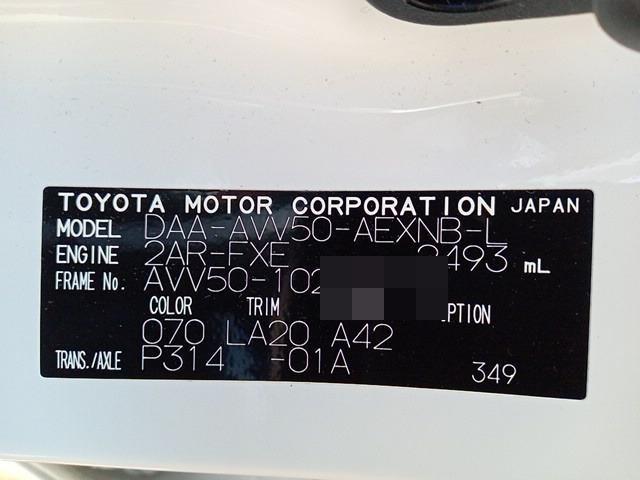 TOYOTA MOTOR CORPORATION JAPAN
MODEL DAA-AVV50-AEXNB-L
ENGINE 2AR-FXE 2493 mL
FRAME No. AVV50-102
COLOR TRIM PTION
070 LA20 A42
TRANS./AXLE P314 -01A
349